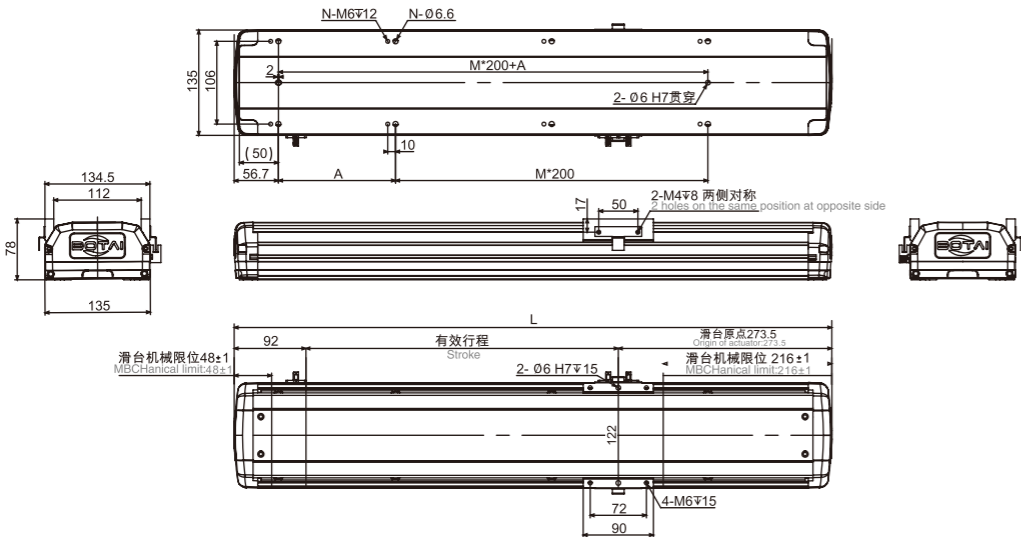 N-M6↧12
N-Ø6.6
135
106
2
M*200+A
2- Ø6 H7贯穿
(50)
10
56.7
A
M*200
134.5
112
78
BOTAI
135
17
50
2-M4↧8 两侧对称
2 holes on the same position at opposite side
BOTAI
L
92
有效行程
Stroke
滑台原点273.5
Origin of actuator:273.5
滑台机械限位48±1
MBCHanical limit:48±1
滑台机械限位 216±1
MBCHanical limit:216±1
2- Ø6 H7↧15
122
4-M6↧15
72
90